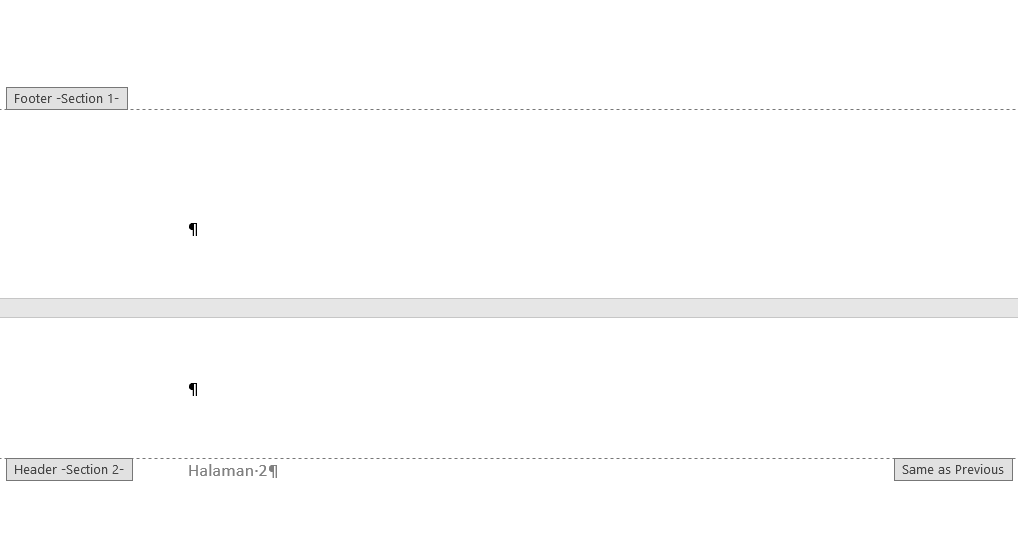 Footer -Section 1-
¶
¶
Header -Section 2-
Halaman·2¶
Same as Previous